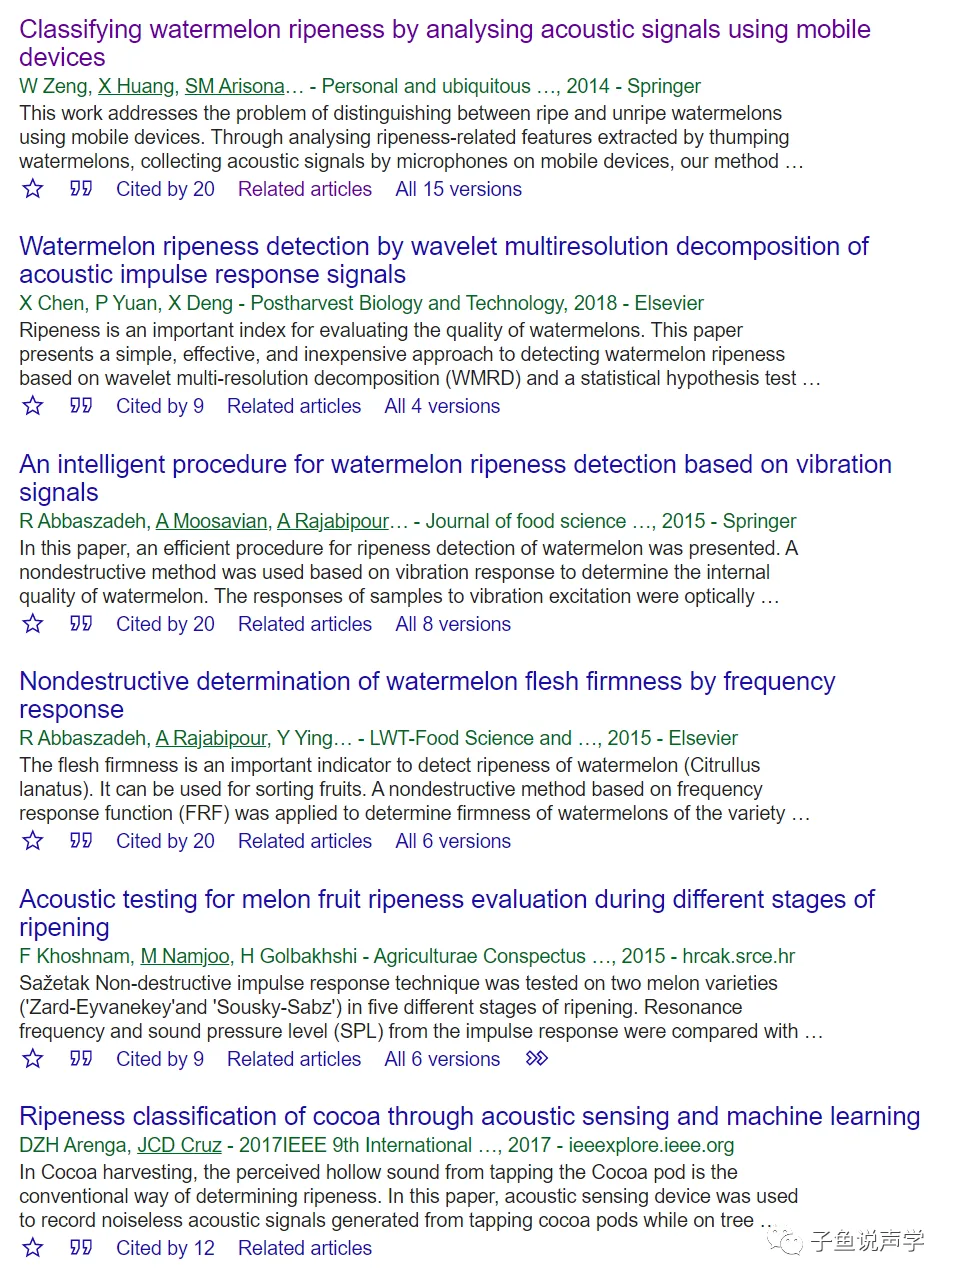 Classifying watermelon ripeness by analysing acoustic signals using mobile
devices
W Zeng, X Huang, SM Arisona… - Personal and ubiquitous …, 2014 - Springer
This work addresses the problem of distinguishing between ripe and unripe watermelons
using mobile devices. Through analysing ripeness-related features extracted by thumping
watermelons, collecting acoustic signals by microphones on mobile devices, our method …
Cited by 20 Related articles All 15 versions
Watermelon ripeness detection by wavelet multiresolution decomposition of
acoustic impulse response signals
X Chen, P Yuan, X Deng - Postharvest Biology and Technology, 2018 - Elsevier
Ripeness is an important index for evaluating the quality of watermelons. This paper
presents a simple, effective, and inexpensive approach to detecting watermelon ripeness
based on wavelet multi-resolution decomposition (WMRD) and a statistical hypothesis test …
Cited by 9 Related articles All 4 versions
An intelligent procedure for watermelon ripeness detection based on vibration
signals
R Abbaszadeh, A Moosavian, A Rajabipour… - Journal of food science …, 2015 - Springer
In this paper, an efficient procedure for ripeness detection of watermelon was presented. A
nondestructive method was used based on vibration response to determine the internal
quality of watermelon. The responses of samples to vibration excitation were optically …
Cited by 20 Related articles All 8 versions
Nondestructive determination of watermelon flesh firmness by frequency
response
R Abbaszadeh, A Rajabipour, Y Ying… - LWT-Food Science and …, 2015 - Elsevier
The flesh firmness is an important indicator to detect ripeness of watermelon (Citrullus
lanatus). It can be used for sorting fruits. A nondestructive method based on frequency
response function (FRF) was applied to determine firmness of watermelons of the variety …
Cited by 20 Related articles All 6 versions
Acoustic testing for melon fruit ripeness evaluation during different stages of
ripening
F Khoshnam, M Namjoo, H Golbakhshi - Agriculturae Conspectus …, 2015 - hrcak.srce.hr
Sažetak Non-destructive impulse response technique was tested on two melon varieties
('Zard-Eyvanekey'and 'Sousky-Sabz') in five different stages of ripening. Resonance
frequency and sound pressure level (SPL) from the impulse response were compared with …
Cited by 9 Related articles All 6 versions
Ripeness classification of cocoa through acoustic sensing and machine learning
DZH Arenga, JCD Cruz - 2017IEEE 9th International …, 2017 - ieeexplore.ieee.org
In Cocoa harvesting, the perceived hollow sound from tapping the Cocoa pod is the
conventional way of determining ripeness. In this paper, acoustic sensing device was used
to record noiseless acoustic signals generated from tapping cocoa pods while on tree …
Cited by 12 Related articles
子鱼说声学